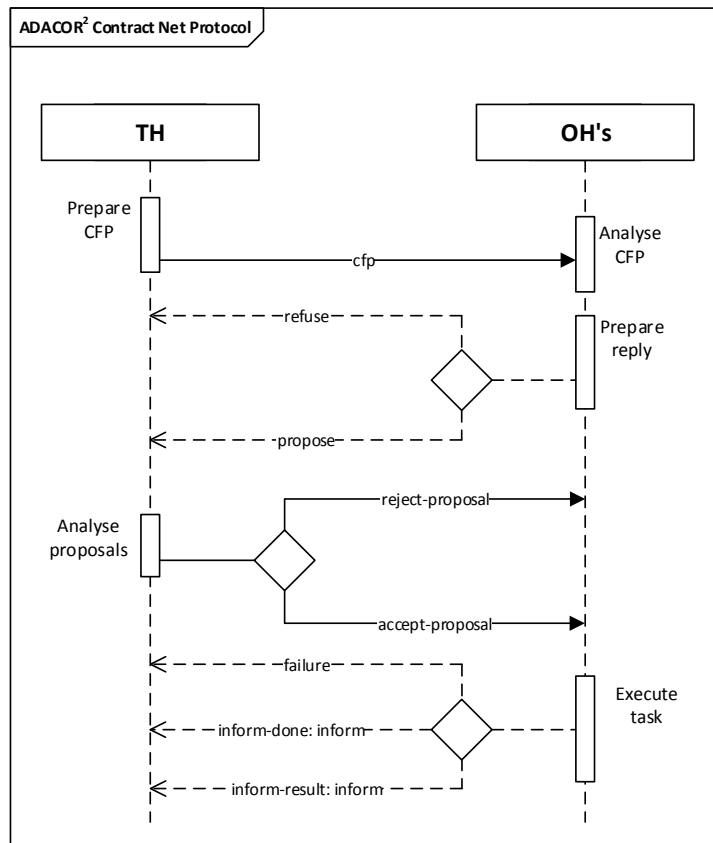 ADACOR² Contract Net Protocol
TH
OH's
Prepare
CFP
Analyse
CFP
cfp
refuse
Prepare
reply
propose
reject-proposal
Analyse
proposals
accept-proposal
failure
Execute
task
inform-done: inform
inform-result: inform